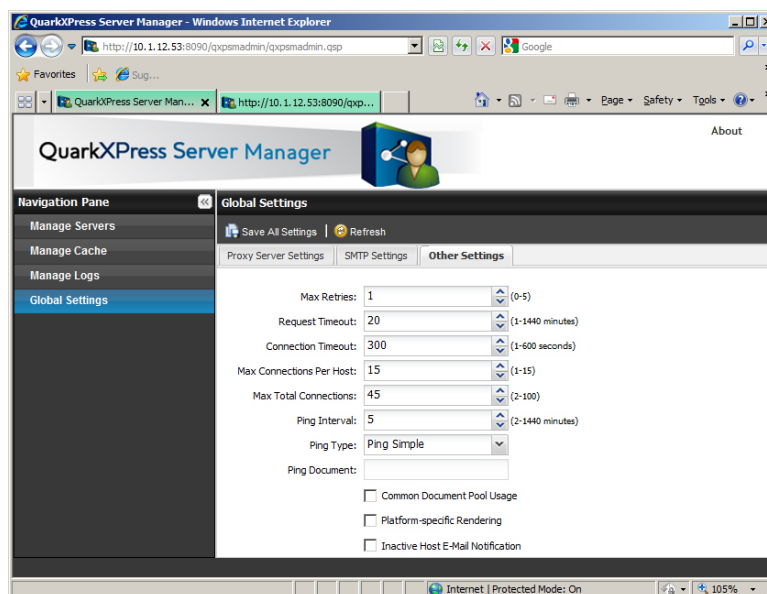 QuarkXPress Server Manager - Windows Internet Explorer
http://10.1.12.53:8090/qxpsmadmin/qxpsmadmin.qsp
Google
Favorites Sug...
QuarkXPress Server Man... http://10.1.12.53:8090/qxp...
Page Safety Tools
About
QuarkXPress Server Manager
Navigation Pane
Global Settings
Manage Servers
Manage Cache
Manage Logs
Global Settings
Save All Settings Refresh
Proxy Server Settings SMTP Settings Other Settings
Max Retries: 1 (0-5)
Request Timeout: 20 (1-1440 minutes)
Connection Timeout: 300 (1-600 seconds)
Max Connections Per Host: 15 (1-15)
Max Total Connections: 45 (2-100)
Ping Interval: 5 (2-1440 minutes)
Ping Type: Ping Simple
Ping Document:
Common Document Pool Usage
Platform-specific Rendering
Inactive Host E-Mail Notification
Internet | Protected Mode: On 105%